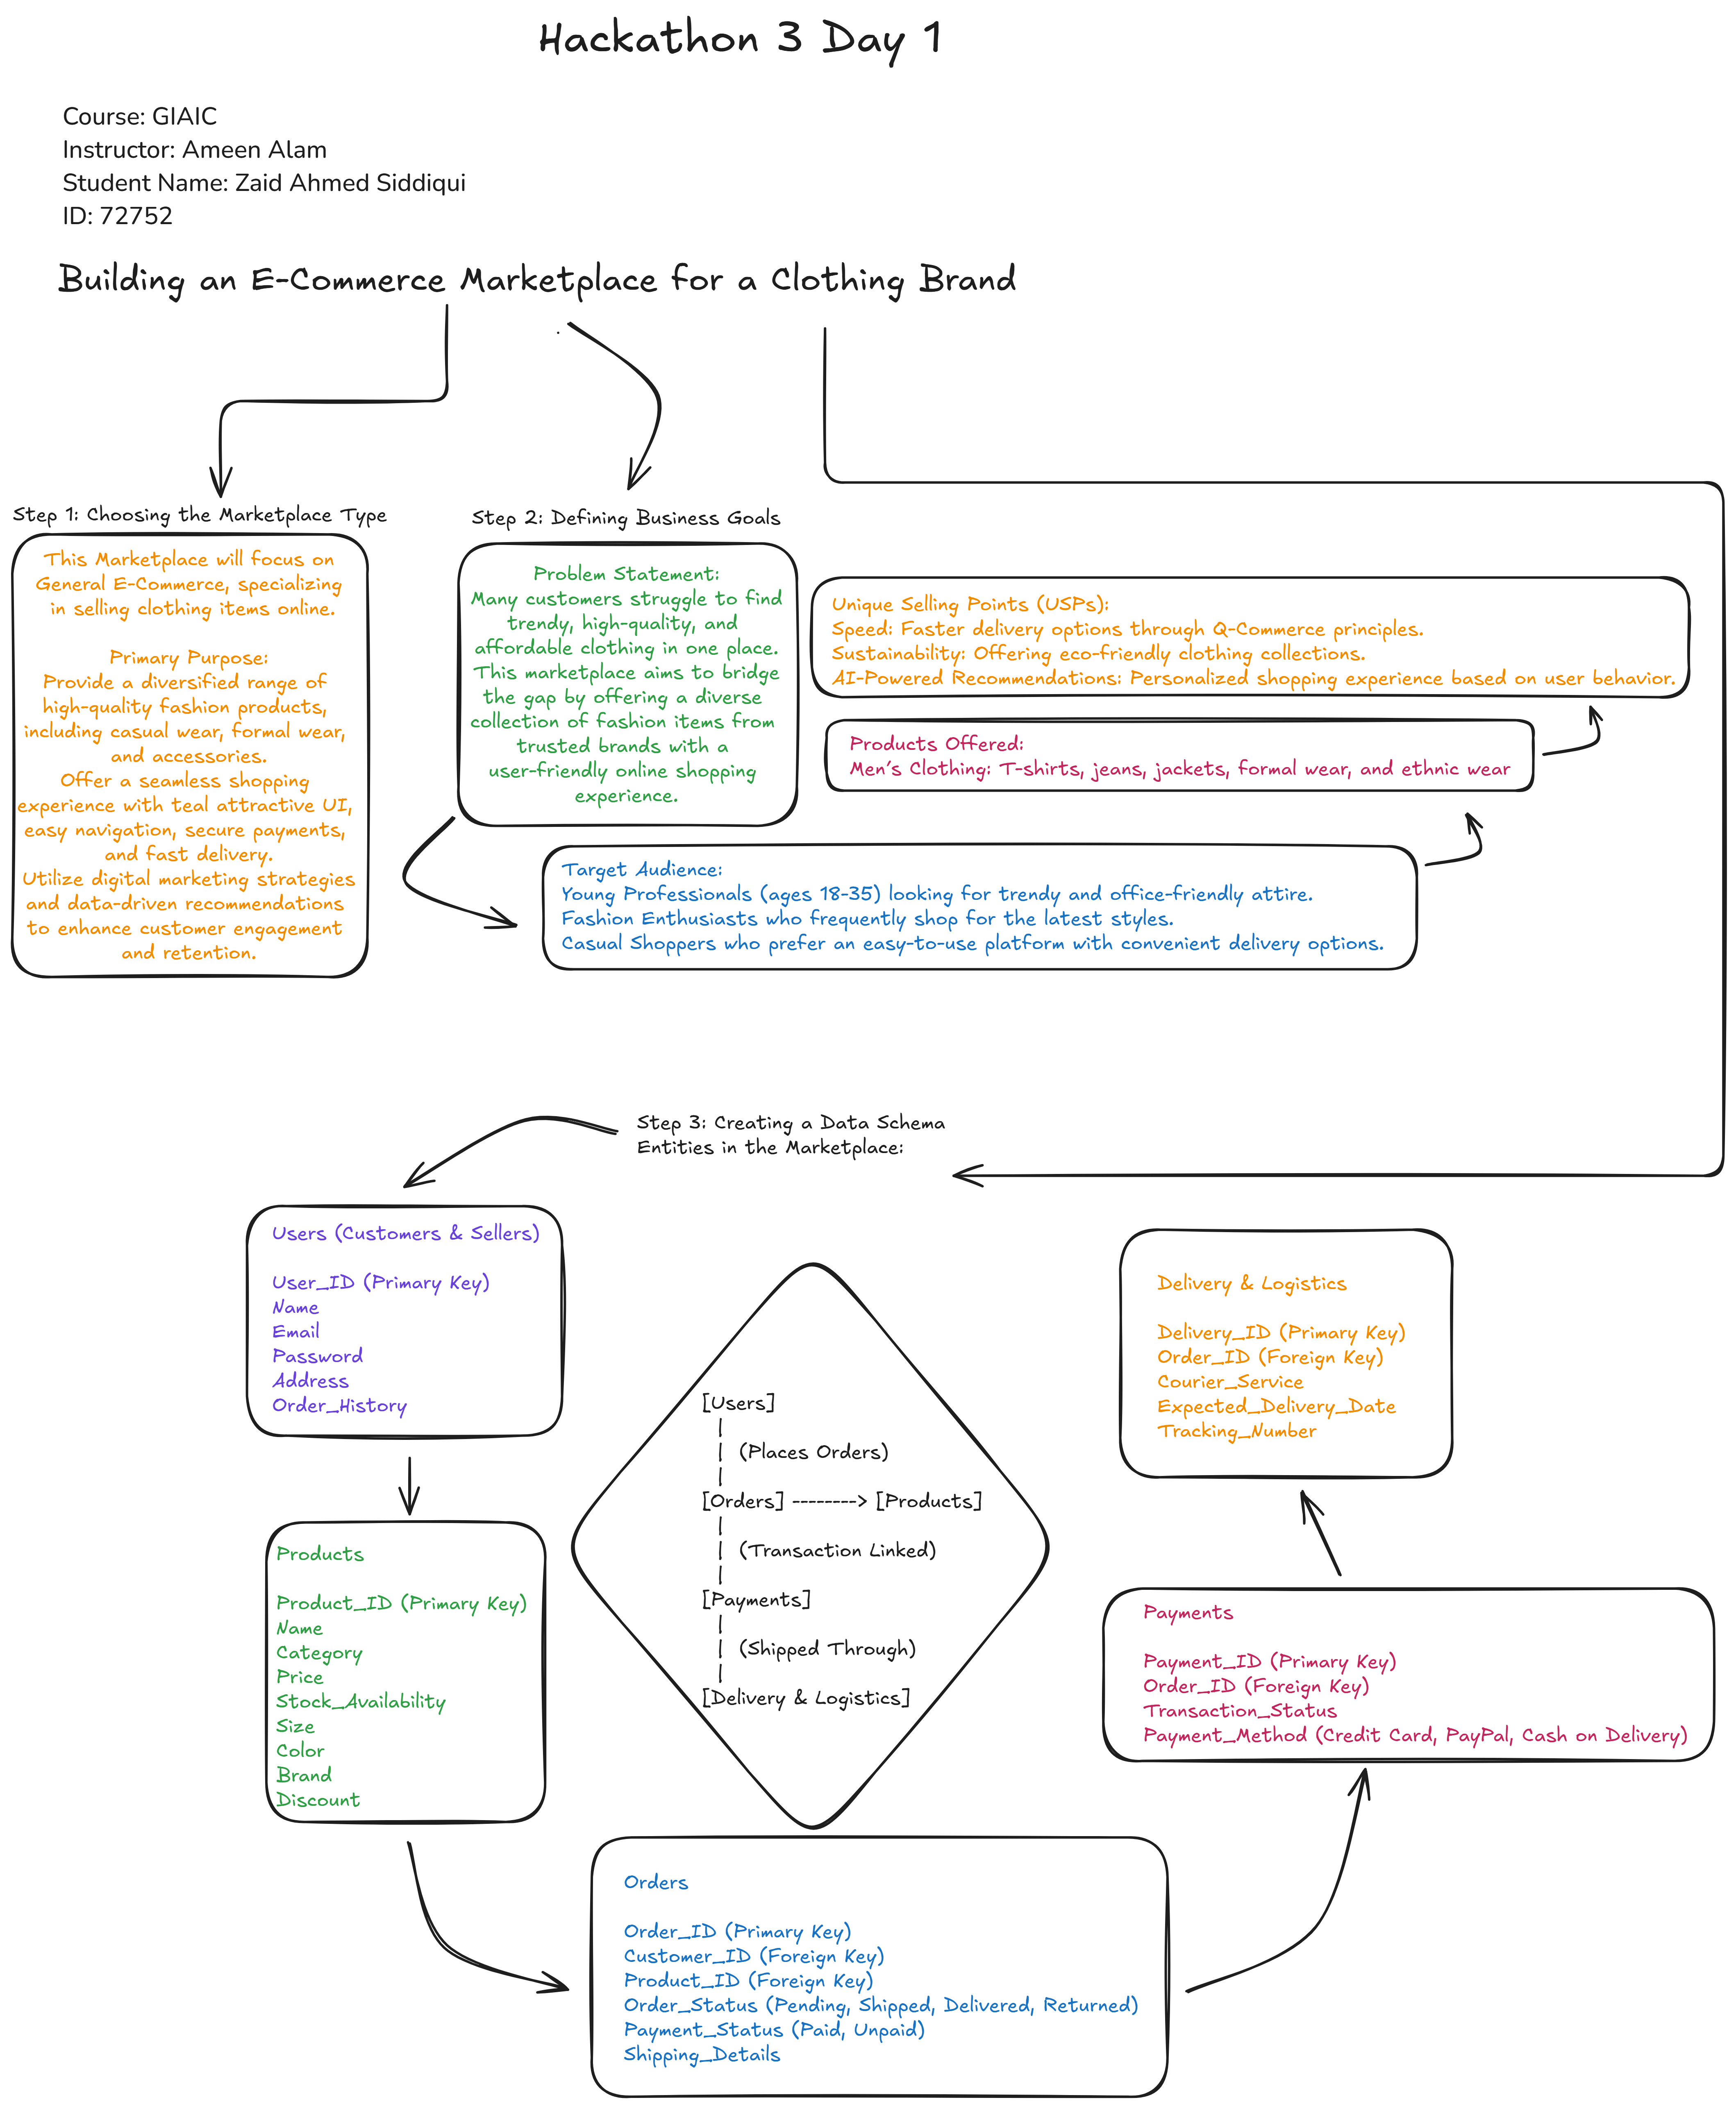 Hackathon 3 Day 1
Course: GIAIC
Instructor: Ameen Alam
Student Name: Zaid Ahmed Siddiqui
ID: 72752
Building an E-Commerce Marketplace for a Clothing Brand
Step 1: Choosing the Marketplace Type
This Marketplace will focus on
General E-Commerce, specializing
in selling clothing items online.
Primary Purpose:
Provide a diversified range of
high-quality fashion products,
including casual wear, formal wear,
and accessories.
Offer a seamless shopping
experience with teal attractive UI,
easy navigation, secure payments,
and fast delivery.
Utilize digital marketing strategies
and data-driven recommendations
to enhance customer engagement
and retention.
Step 2: Defining Business Goals
Problem Statement:
Many customers struggle to find
trendy, high-quality, and
affordable clothing in one place.
This marketplace aims to bridge
the gap by offering a diverse
collection of fashion items from
trusted brands with a
user-friendly online shopping
experience.
Target Audience:
Young Professionals (ages 18-35) looking for trendy and office-friendly attire.
Fashion Enthusiasts who frequently shop for the latest styles.
Casual Shoppers who prefer an easy-to-use platform with convenient delivery options.
Products Offered:
Men's Clothing: T-shirts, jeans, jackets, formal wear, and ethnic wear
Unique Selling Points (USPs):
Speed: Faster delivery options through Q-Commerce principles.
Sustainability: Offering eco-friendly clothing collections.
AI-Powered Recommendations: Personalized shopping experience based on user behavior.
Step 3: Creating a Data Schema
Entities in the Marketplace:
Users (Customers & Sellers)
User_ID (Primary Key)
Name
Email
Password
Address
Order_History
Products
Product_ID (Primary Key)
Name
Category
Price
Stock_Availability
Size
Color
Brand
Discount
Orders
Order_ID (Primary Key)
Customer_ID (Foreign Key)
Product_ID (Foreign Key)
Order_Status (Pending, Shipped, Delivered, Returned)
Payment_Status (Paid, Unpaid)
Shipping_Details
Payments
Payment_ID (Primary Key)
Order_ID (Foreign Key)
Transaction_Status
Payment_Method (Credit Card, PayPal, Cash on Delivery)
Delivery & Logistics
Delivery_ID (Primary Key)
Order_ID (Foreign Key)
Courier_Service
Expected_Delivery_Date
Tracking_Number
[Users]
|
| (Places Orders)
|
[Orders] --------> [Products]
|
| (Transaction Linked)
|
[Payments]
|
| (Shipped Through)
|
[Delivery & Logistics]